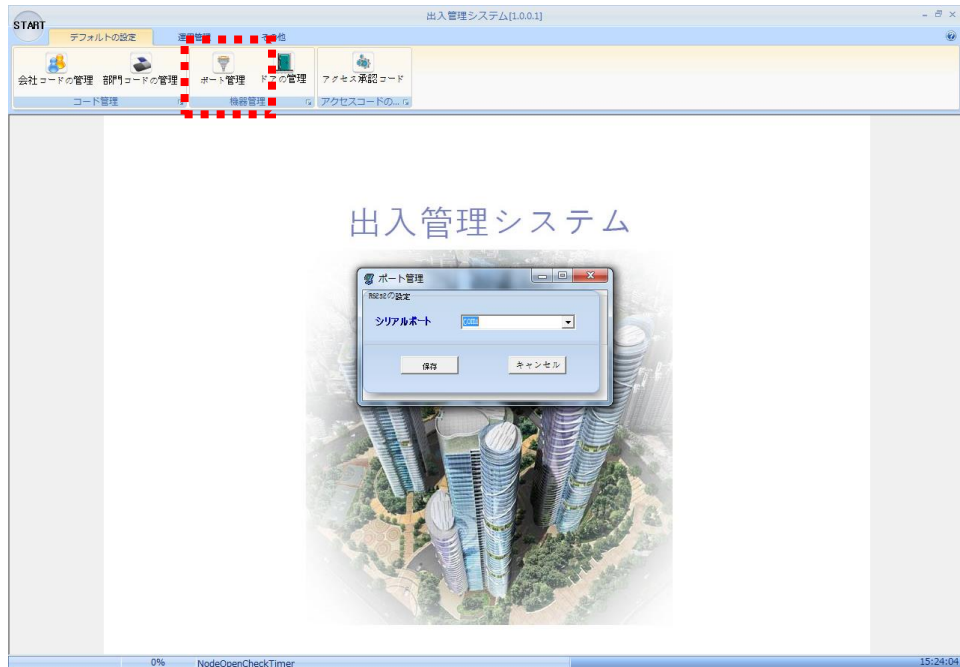 出入管理システム[1.0.0.1]
START
デフォルトの設定
その他
会社コードの管理
部門コードの管理
ポート管理
ドアの管理
アクセス承認コード
コード管理
機器管理
アクセスコードの...
出入管理システム
ポート管理
RS232の設定
シリアルポート
保存
キャンセル
0%
NodeOpenCheckTimer
15:24:04